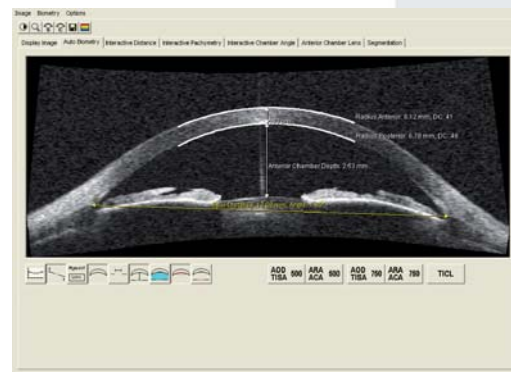 Image Biometry Options
Display Image Auto Biometry Interactive Distance Interactive Pachymetry Interactive Chamber Angle Anterior Chamber Lens Segmentation
Radius Anterior: 8.12 mm, DC: 41
Radius Posterior: 6.78 mm, DC: 48
Anterior Chamber Depth: 2.63 mm
AOD 500 ARA 500 AOD 750 ARA 750 TICL
TISA ACA TISA ACA